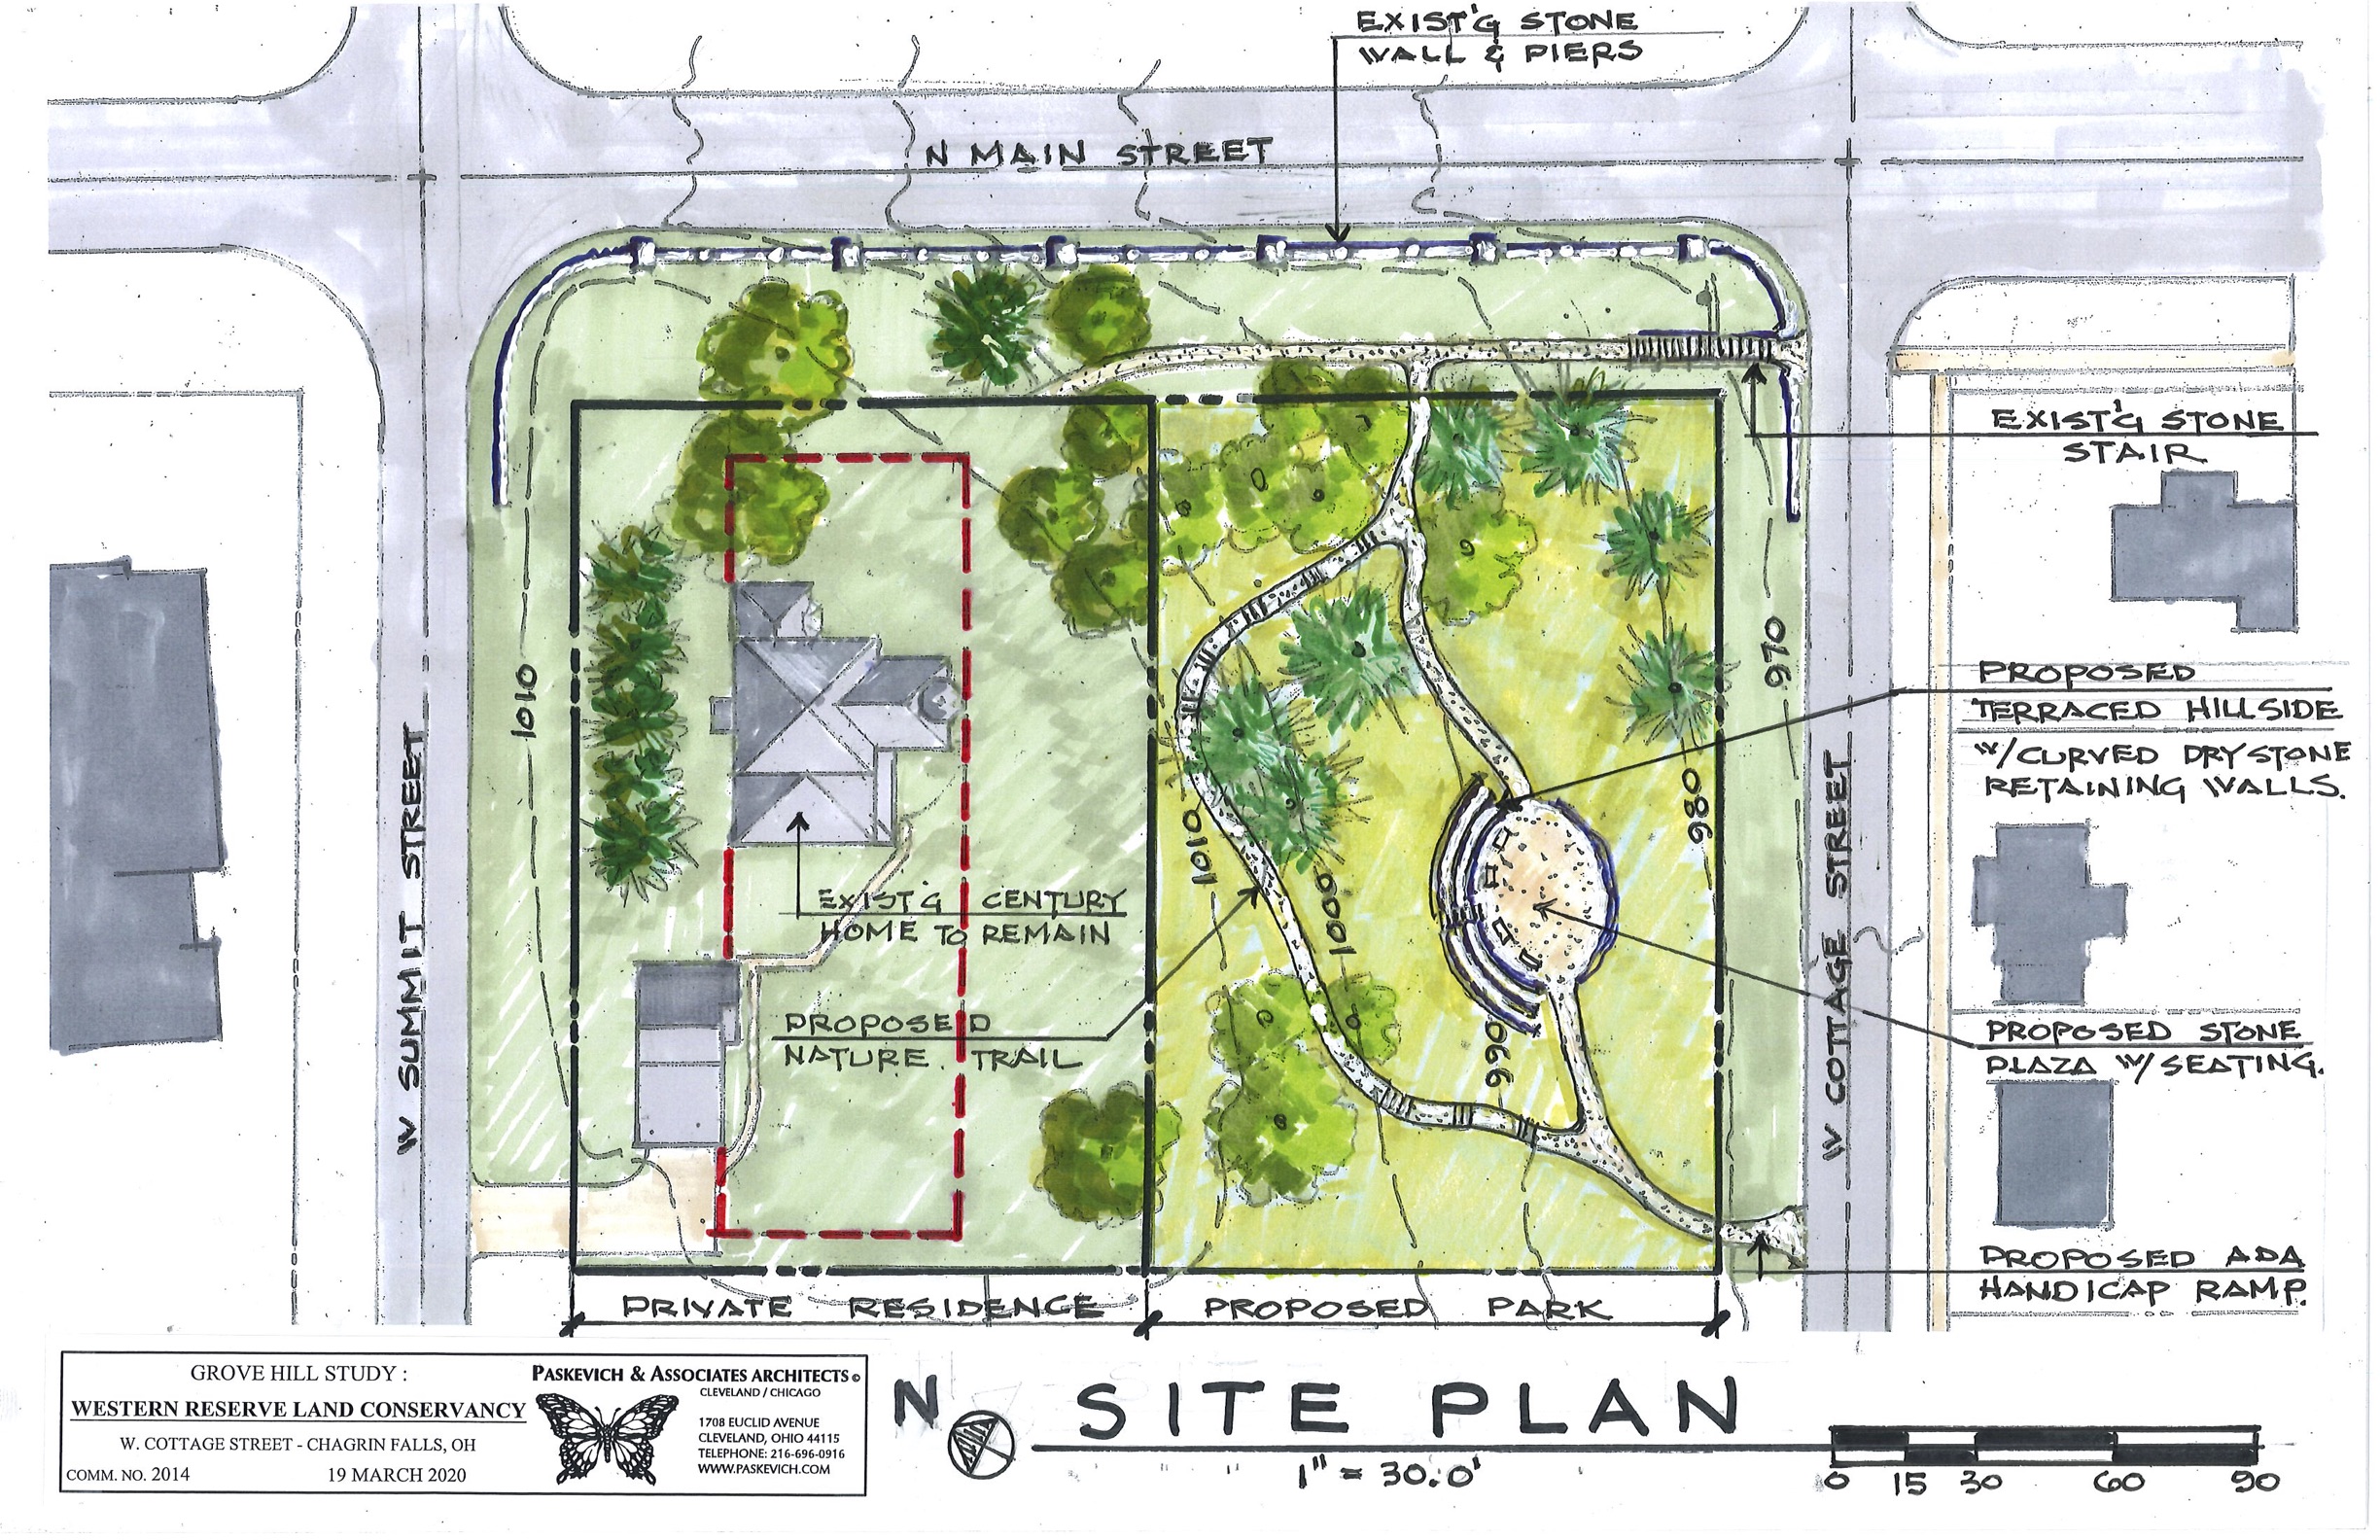 EXIST'G STONE
WALL & PIERS
N MAIN STREET
EXIST'G STONE
STAIR
PROPOSED
TERRACED HILLSIDE
W/CURVED DRYSTONE
RETAINING WALLS.
1010
970
980
1010
1000
990
W SUMMIT STREET
W COTTAGE STREET
EXIST'G CENTURY
HOME TO REMAIN
PROPOSED
NATURE TRAIL
PROPOSED STONE
PLAZA W/ SEATING.
PROPOSED ADA
HANDICAP RAMP.
PRIVATE RESIDENCE
PROPOSED PARK
GROVE HILL STUDY :
WESTERN RESERVE LAND CONSERVANCY
W. COTTAGE STREET - CHAGRIN FALLS, OH
COMM. NO. 2014
19 MARCH 2020
PASKEVICH & ASSOCIATES ARCHITECTS©
CLEVELAND / CHICAGO
1708 EUCLID AVENUE
CLEVELAND, OHIO 44115
TELEPHONE: 216-696-0916
WWW.PASKEVICH.COM
N
SITE PLAN
1" = 30.0'
0 15 30 60 90